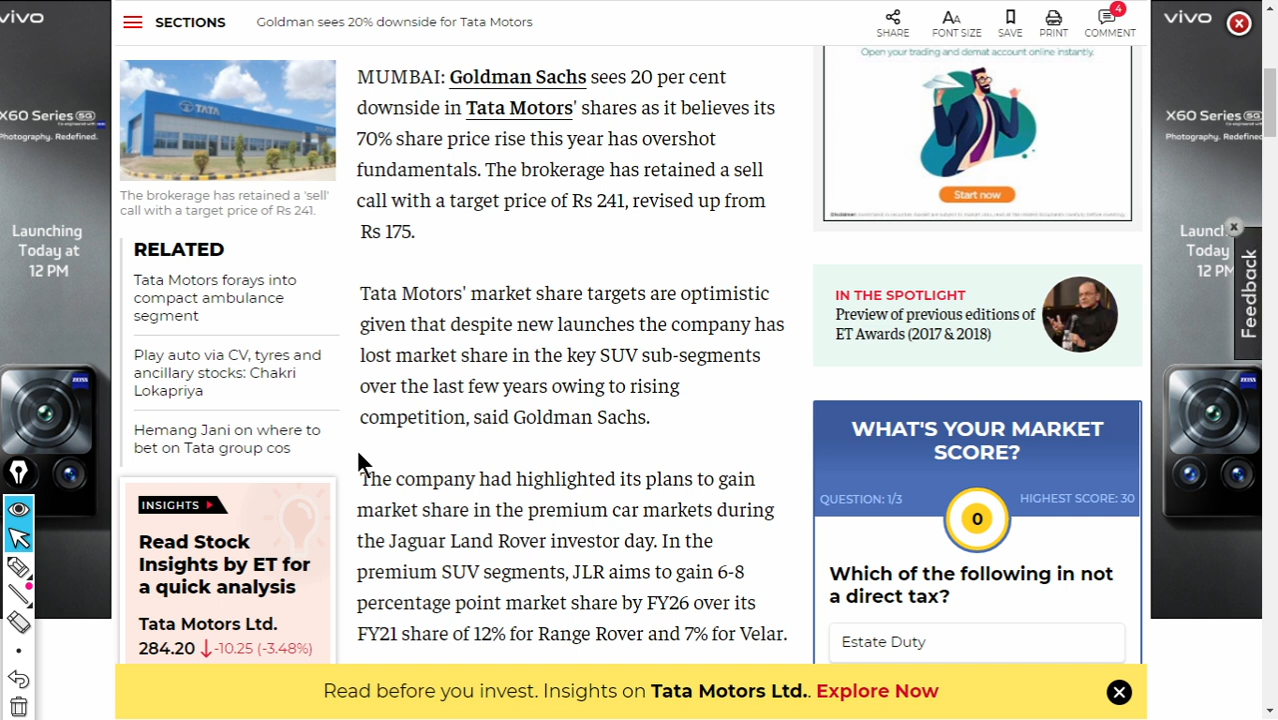 vivo
SECTIONS
Goldman sees 20% downside for Tata Motors
SHARE
AA
FONT SIZE
SAVE
PRINT
4
COMMENT
vivo
X60 Series 5G
Photography. Redefined.
Launching
Today at
12 PM
ZEISS
TATA
The brokerage has retained a 'sell'
call with a target price of Rs 241.
RELATED
Tata Motors forays into
compact ambulance
segment
Play auto via CV, tyres and
ancillary stocks: Chakri
Lokapriya
Hemang Jani on where to
bet on Tata group cos
INSIGHTS
Read Stock
Insights by ET for
a quick analysis
Tata Motors Ltd.
284.20 ↓-10.25 (-3.48%)
MUMBAI: Goldman Sachs sees 20 per cent
downside in Tata Motors' shares as it believes its
70% share price rise this year has overshot
fundamentals. The brokerage has retained a sell
call with a target price of Rs 241, revised up from
Rs 175.
Tata Motors' market share targets are optimistic
given that despite new launches the company has
lost market share in the key SUV sub-segments
over the last few years owing to rising
competition, said Goldman Sachs.
The company had highlighted its plans to gain
market share in the premium car markets during
the Jaguar Land Rover investor day. In the
premium SUV segments, JLR aims to gain 6-8
percentage point market share by FY26 over its
FY21 share of 12% for Range Rover and 7% for Velar.
Open your trading and demat account online instantly.
Start now
IN THE SPOTLIGHT
Preview of previous editions of
ET Awards (2017 & 2018)
WHAT'S YOUR MARKET
SCORE?
QUESTION: 1/3
0
HIGHEST SCORE: 30
Which of the following in not
a direct tax?
Estate Duty
X60 Series 5G
Photography. Redefined
Launch
Today
12 PM
Feedback
ZEISS
Read before you invest. Insights on Tata Motors Ltd.. Explore Now